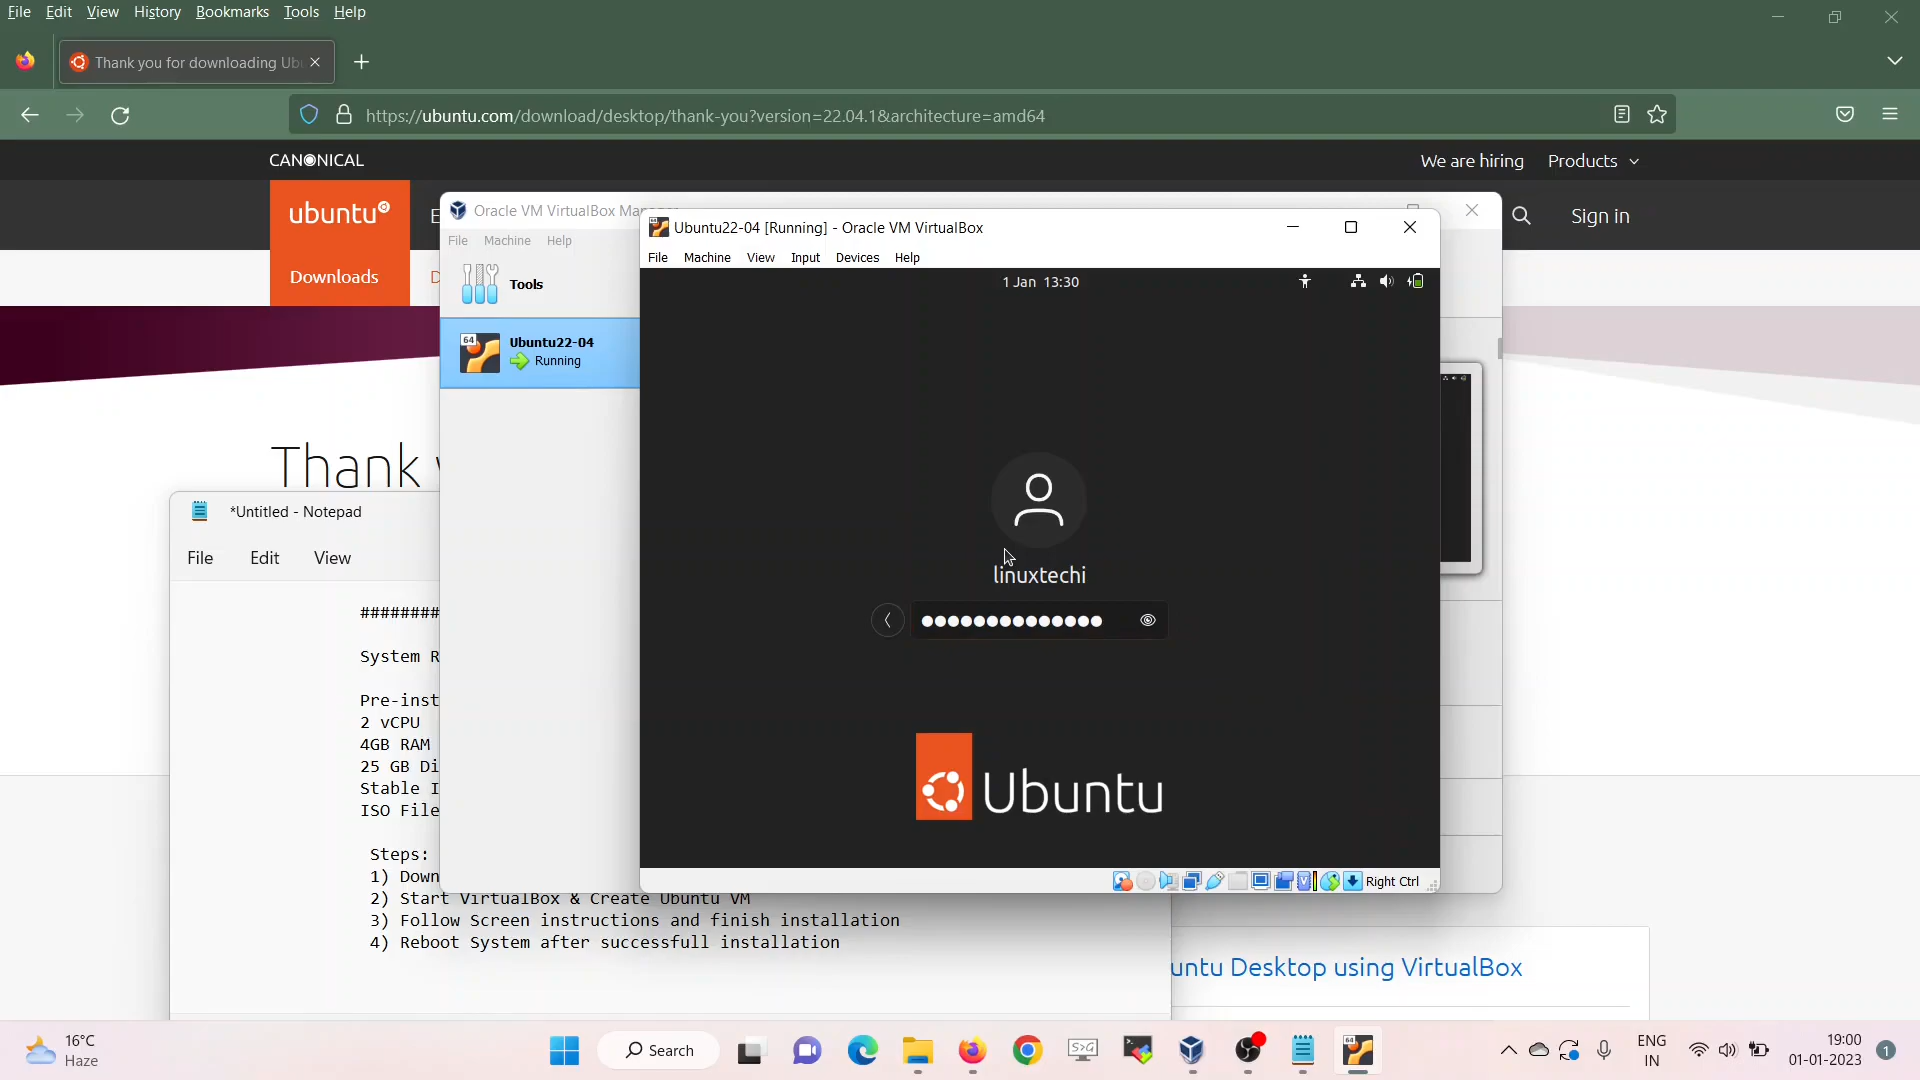 File Edit View History Bookmarks Tools Help
Thank you for downloading Ub
https://ubuntu.com/download/desktop/thank-you?version=22.04.1&architecture=amd64
CANONICAL
We are hiring Products
ubuntu
E
Sign in
Downloads
D
Thank
Oracle VM VirtualBox Man
File Machine Help
Tools
64
Ubuntu22-04
Running
Ubuntu22-04 [Running] - Oracle VM VirtualBox
File Machine View Input Devices Help
1 Jan 13:30
linuxtechi
Ubuntu
Right Ctrl
*Untitled - Notepad
File Edit View
#########
System R
Pre-inst
2 vCPU
4GB RAM
25 GB Di
Stable I
ISO File
Steps:
1) Down
2) Start VirtualBox & Create Ubuntu VM
3) Follow Screen instructions and finish installation
4) Reboot System after successfull installation
untu Desktop using VirtualBox
16°C
Haze
Search
ENG
IN
19:00
01-01-2023
1